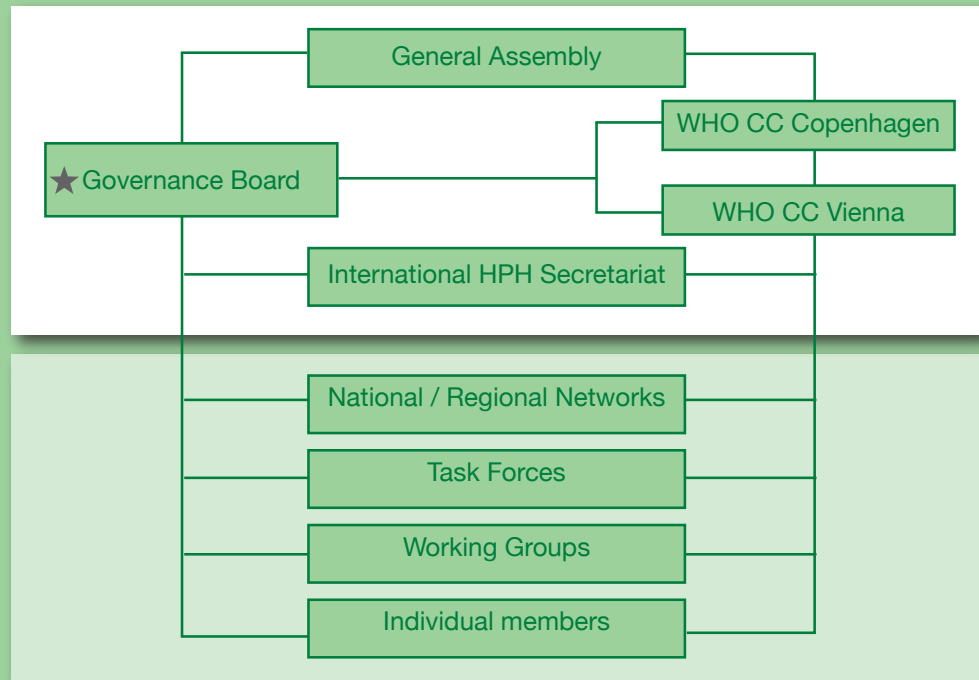 General Assembly
WHO CC Copenhagen
Governance Board
WHO CC Vienna
International HPH Secretariat
National / Regional Networks
Task Forces
Working Groups
Individual members